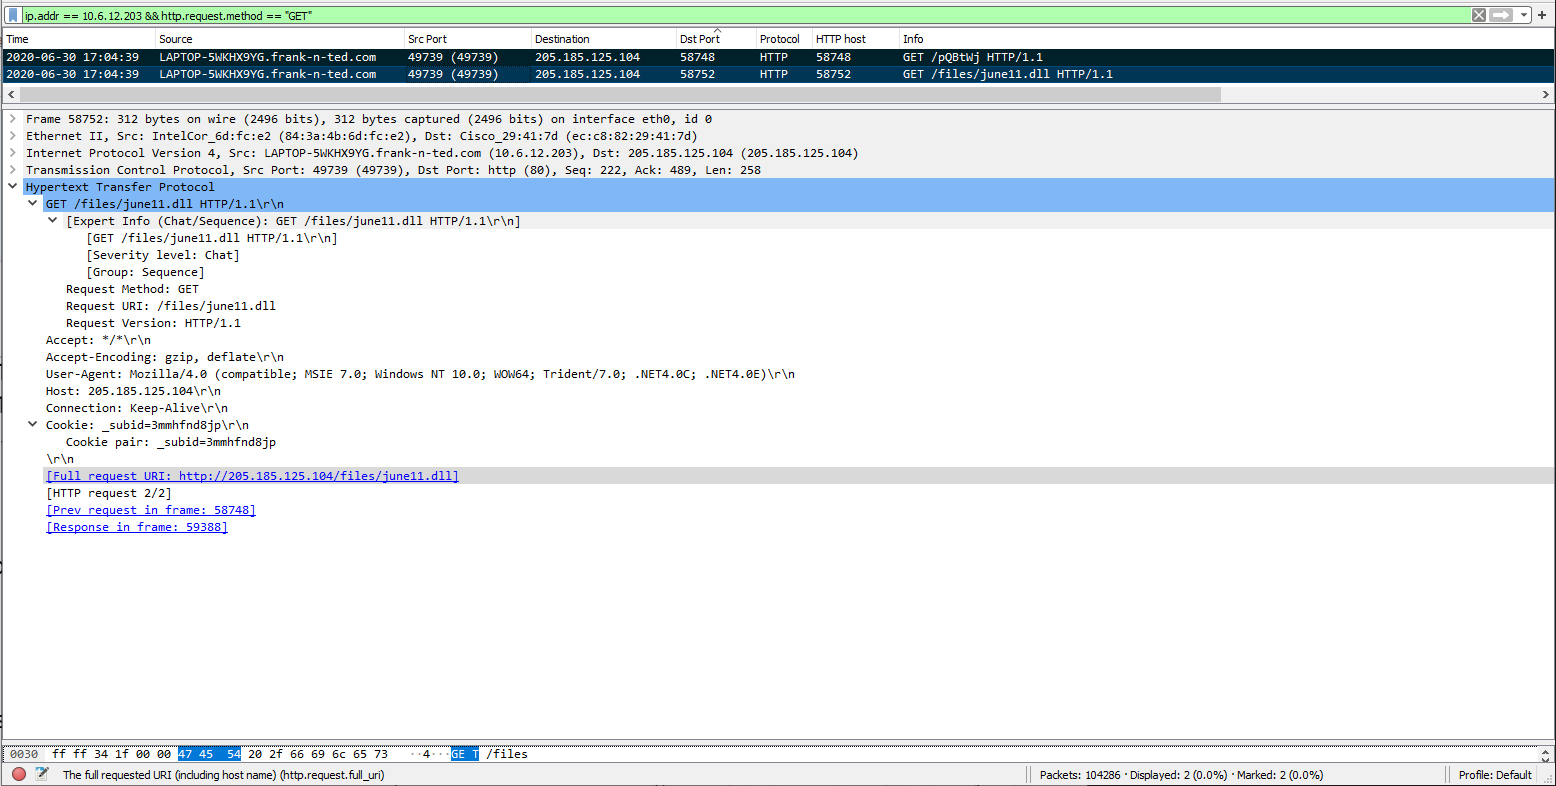 ip.addr == 10.6.12.203 && http.request.method == "GET"
Time Source Src Port Destination Dst Port Protocol HTTP host Info
2020-06-30 17:04:39 LAPTOP-5WKHX9YG.frank-n-ted.com 49739 (49739) 205.185.125.104 58748 HTTP 58748 GET /pQBtWj HTTP/1.1
2020-06-30 17:04:39 LAPTOP-5WKHX9YG.frank-n-ted.com 49739 (49739) 205.185.125.104 58752 HTTP 58752 GET /files/june11.dll HTTP/1.1
Frame 58752: 312 bytes on wire (2496 bits), 312 bytes captured (2496 bits) on interface eth0, id 0
Ethernet II, Src: IntelCor_6d:fc:e2 (84:3a:4b:6d:fc:e2), Dst: Cisco_29:41:7d (ec:c8:82:29:41:7d)
Internet Protocol Version 4, Src: LAPTOP-5WKHX9YG.frank-n-ted.com (10.6.12.203), Dst: 205.185.125.104 (205.185.125.104)
Transmission Control Protocol, Src Port: 49739 (49739), Dst Port: http (80), Seq: 222, Ack: 489, Len: 258
Hypertext Transfer Protocol
GET /files/june11.dll HTTP/1.1\r\n
[Expert Info (Chat/Sequence): GET /files/june11.dll HTTP/1.1\r\n]
[GET /files/june11.dll HTTP/1.1\r\n]
[Severity level: Chat]
[Group: Sequence]
Request Method: GET
Request URI: /files/june11.dll
Request Version: HTTP/1.1
Accept: */*\r\n
Accept-Encoding: gzip, deflate\r\n
User-Agent: Mozilla/4.0 (compatible; MSIE 7.0; Windows NT 10.0; WOW64; Trident/7.0; .NET4.0C; .NET4.0E)\r\n
Host: 205.185.125.104\r\n
Connection: Keep-Alive\r\n
Cookie: _subid=3mmhfnd8jp\r\n
Cookie pair: _subid=3mmhfnd8jp
\r\n
[Full request URI: http://205.185.125.104/files/june11.dll]
[HTTP request 2/2]
[Prev request in frame: 58748]
[Response in frame: 59388]
0030 ff ff 34 1f 00 00 47 45 54 20 2f 66 69 6c 65 73 ··4···GE T /files
The full requested URI (including host name) (http.request.full_uri) Packets: 104286 · Displayed: 2 (0.0%) · Marked: 2 (0.0%) Profile: Default